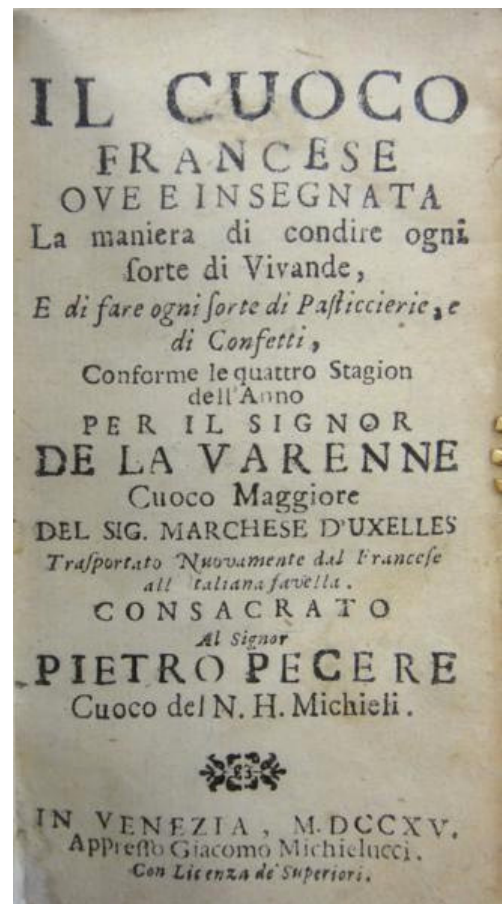 IL CUOCO
FRANCESE
OVE E INSEGNATA
La maniera di condire ogni
sorte di Vivande,
E di fare ogni sorte di Pasticcierie, e
di Confetti,
Conforme le quattro Stagion
dell'Anno
PER IL SIGNOR
DE LA VARENNE
Cuoco Maggiore
DEL SIG. MARCHESE D'UXELLES
Trasportato Nuovamente dal Francese
all' Italiana favella.
CONSACRATO
Al Signor
PIETRO PECERE
Cuoco del N. H. Michieli.
IN VENEZIA, M. DCCXV.
Appresso Giacomo Michielucci.
Con Licenza de' Superiori.